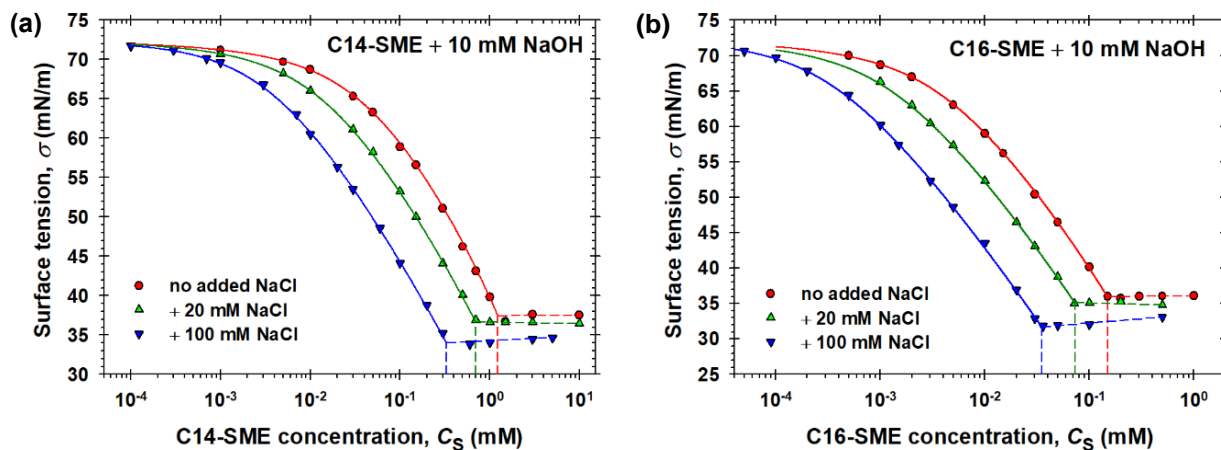 (a)
C14-SME + 10 mM NaOH
Surface tension, σ (mN/m)
75
70
65
60
55
50
45
40
35
30
no added NaCl
+ 20 mM NaCl
+ 100 mM NaCl
10⁻⁴
10⁻³
10⁻²
10⁻¹
10⁰
10¹
C14-SME concentration, C_S (mM)
(b)
C16-SME + 10 mM NaOH
Surface tension, σ (mN/m)
75
70
65
60
55
50
45
40
35
30
25
no added NaCl
+ 20 mM NaCl
+ 100 mM NaCl
10⁻⁴
10⁻³
10⁻²
10⁻¹
10⁰
C16-SME concentration, C_S (mM)